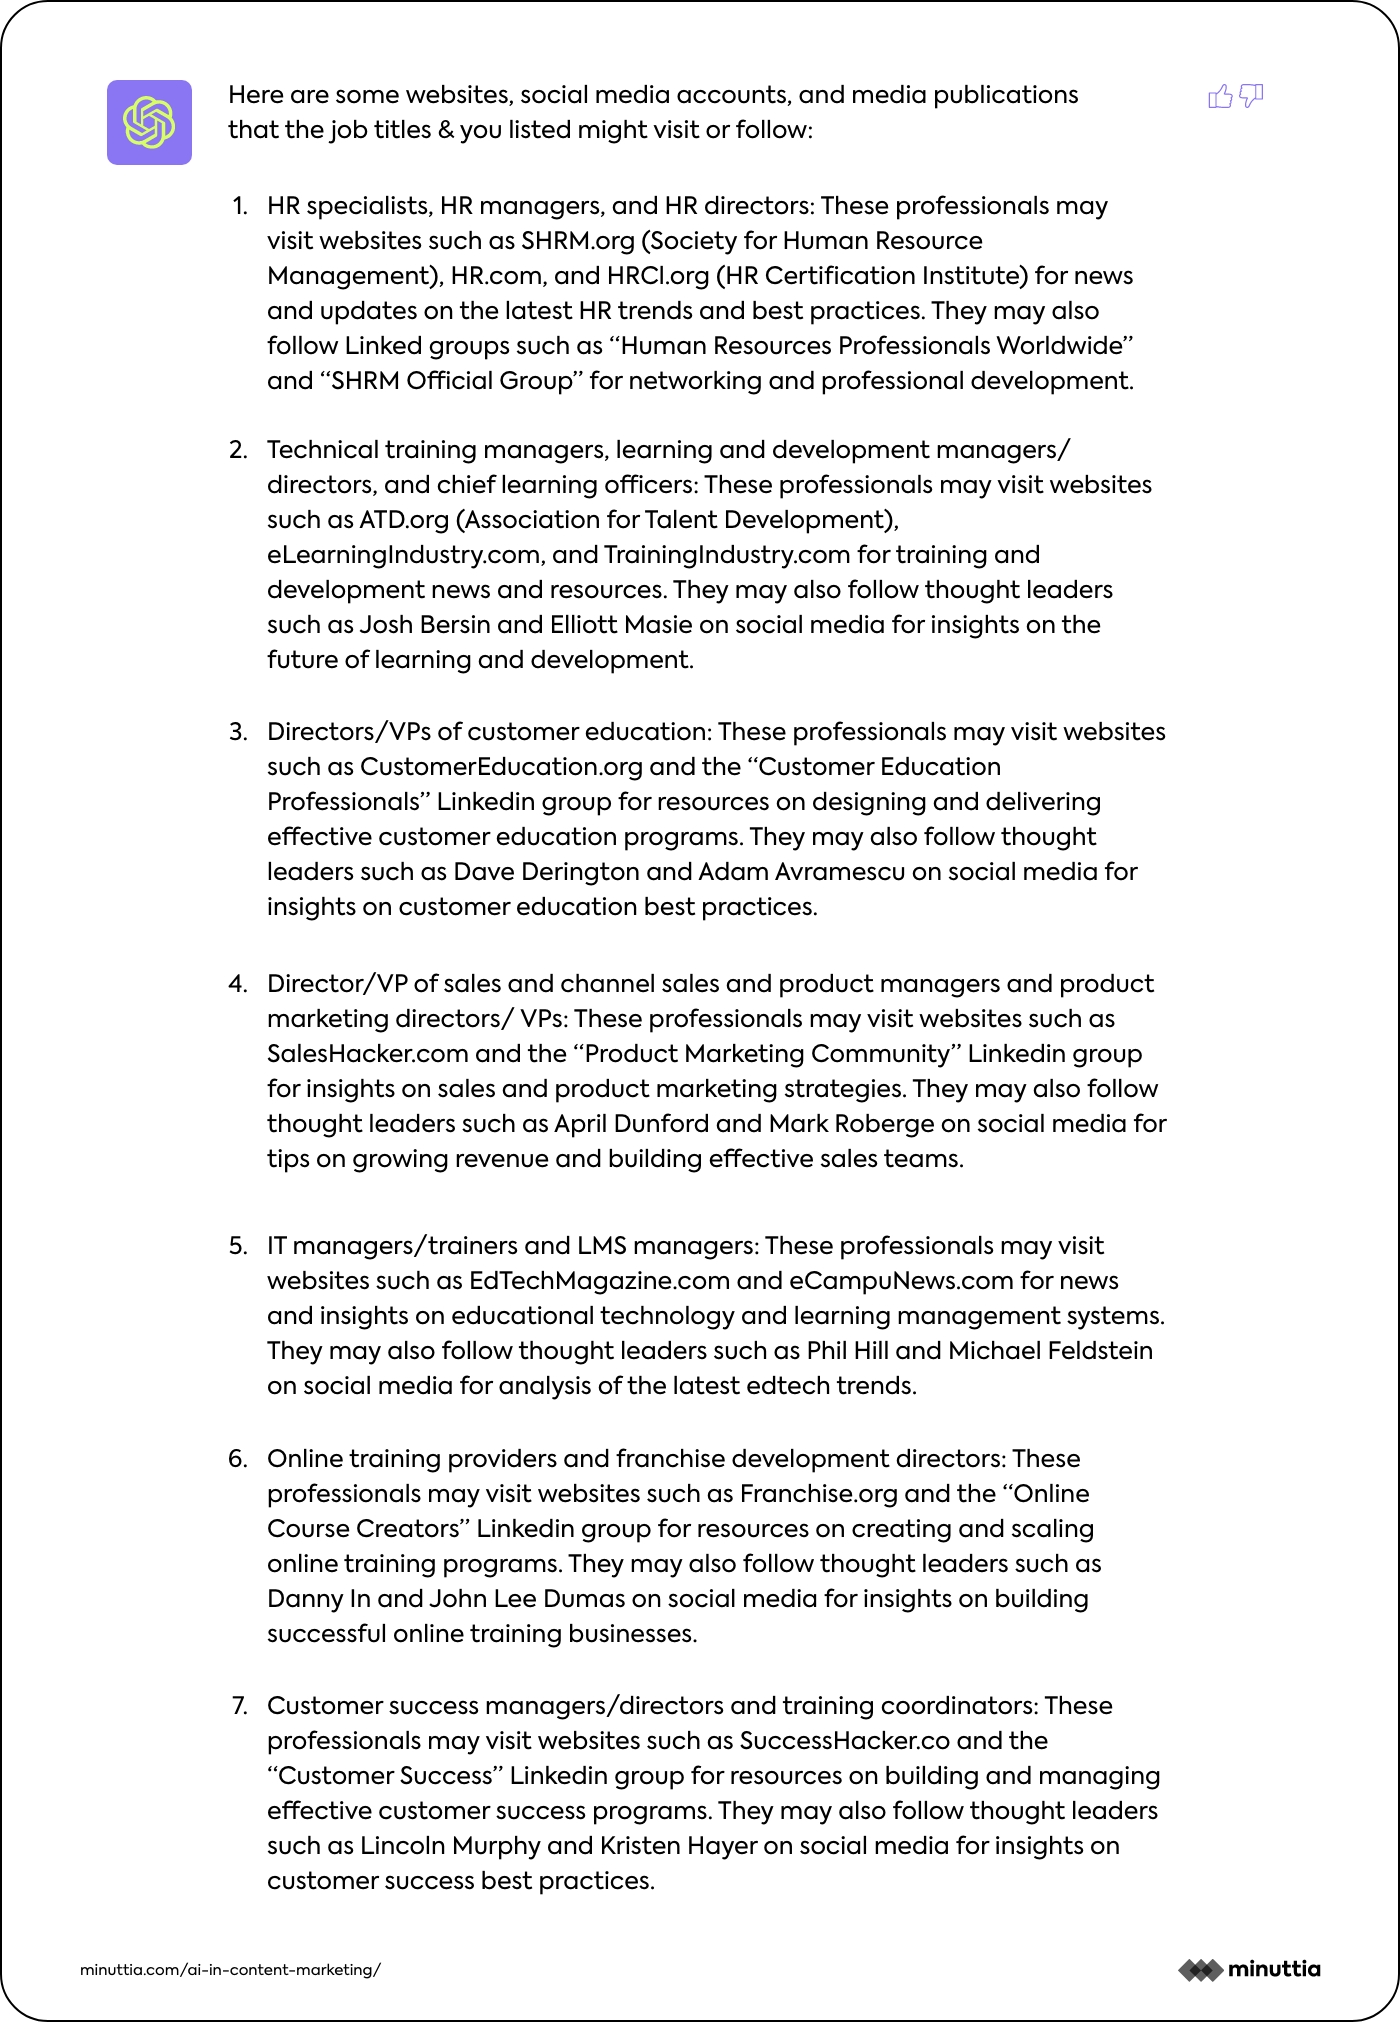 Here are some websites, social media accounts, and media publications
that the job titles & you listed might visit or follow:
1. HR specialists, HR managers, and HR directors: These professionals may
visit websites such as SHRM.org (Society for Human Resource
Management), HR.com, and HRCI.org (HR Certification Institute) for news
and updates on the latest HR trends and best practices. They may also
follow Linked groups such as “Human Resources Professionals Worldwide”
and “SHRM Official Group” for networking and professional development.
2. Technical training managers, learning and development managers/
directors, and chief learning officers: These professionals may visit websites
such as ATD.org (Association for Talent Development),
eLearningIndustry.com, and TrainingIndustry.com for training and
development news and resources. They may also follow thought leaders
such as Josh Bersin and Elliott Masie on social media for insights on the
future of learning and development.
3. Directors/VPs of customer education: These professionals may visit websites
such as CustomerEducation.org and the “Customer Education
Professionals” Linkedin group for resources on designing and delivering
effective customer education programs. They may also follow thought
leaders such as Dave Derington and Adam Avramescu on social media for
insights on customer education best practices.
4. Director/VP of sales and channel sales and product managers and product
marketing directors/ VPs: These professionals may visit websites such as
SalesHacker.com and the “Product Marketing Community” Linkedin group
for insights on sales and product marketing strategies. They may also follow
thought leaders such as April Dunford and Mark Roberge on social media for
tips on growing revenue and building effective sales teams.
5. IT managers/trainers and LMS managers: These professionals may visit
websites such as EdTechMagazine.com and eCampuNews.com for news
and insights on educational technology and learning management systems.
They may also follow thought leaders such as Phil Hill and Michael Feldstein
on social media for analysis of the latest edtech trends.
6. Online training providers and franchise development directors: These
professionals may visit websites such as Franchise.org and the “Online
Course Creators” Linkedin group for resources on creating and scaling
online training programs. They may also follow thought leaders such as
Danny In and John Lee Dumas on social media for insights on building
successful online training businesses.
7. Customer success managers/directors and training coordinators: These
professionals may visit websites such as SuccessHacker.co and the
“Customer Success” Linkedin group for resources on building and managing
effective customer success programs. They may also follow thought leaders
such as Lincoln Murphy and Kristen Hayer on social media for insights on
customer success best practices.
minuttia.com/ai-in-content-marketing/
minuttia